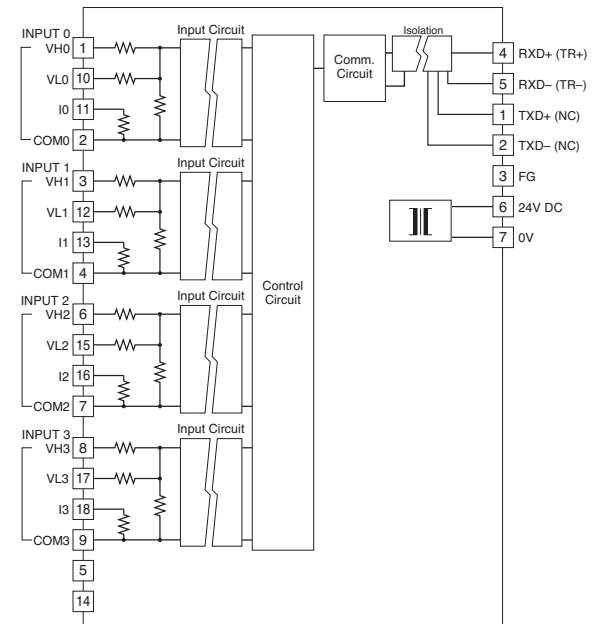 INPUT 0
VH0 1
VL0 10
I0 11
COM0 2
Input Circuit
INPUT 1
VH1 3
VL1 12
I1 13
COM1 4
Input Circuit
INPUT 2
VH2 6
VL2 15
I2 16
COM2 7
Input Circuit
INPUT 3
VH3 8
VL3 17
I3 18
COM3 9
Input Circuit
5
14
Control
Circuit
Comm.
Circuit
Isolation
4 RXD+ (TR+)
5 RXD– (TR–)
1 TXD+ (NC)
2 TXD– (NC)
3 FG
6 24V DC
7 0V